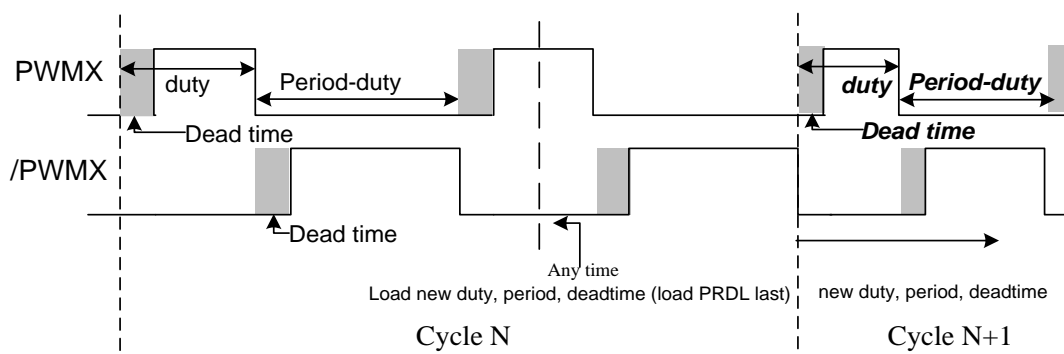 PWMX
duty
Period-duty
duty
Period-duty
Dead time
Dead time
/PWMX
Dead time
Any time
Load new duty, period, deadtime (load PRDL last)
new duty, period, deadtime
Cycle N
Cycle N+1